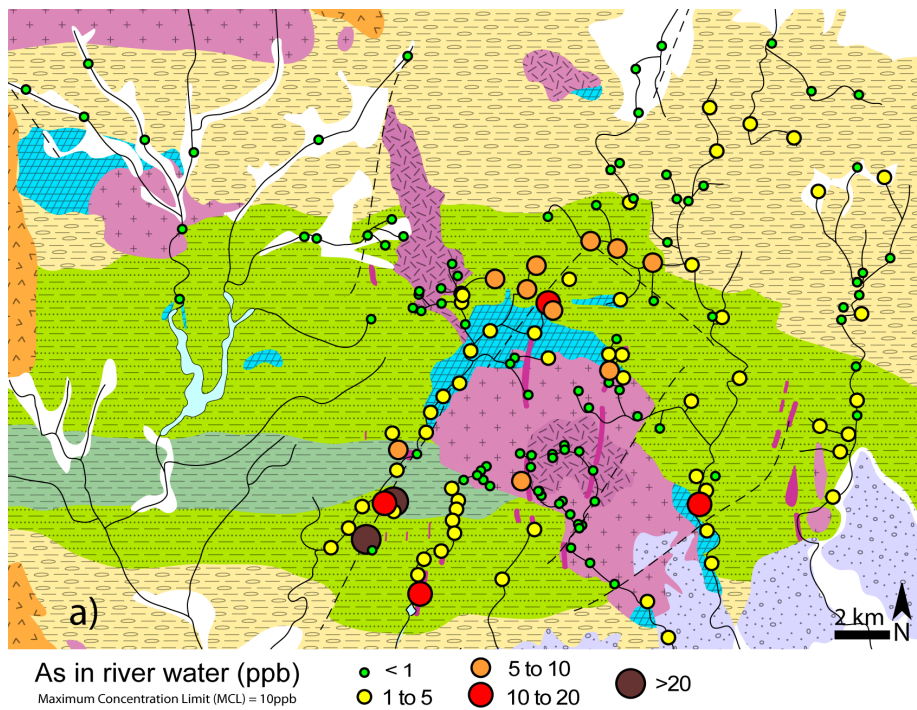 a)
2 km
N
As in river water (ppb)
Maximum Concentration Limit (MCL) = 10ppb
< 1
1 to 5
5 to 10
10 to 20
>20